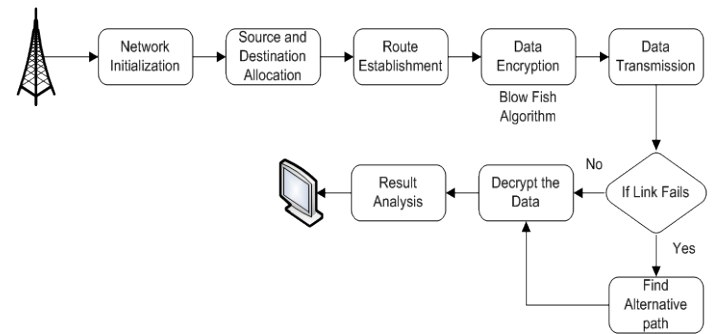 Network
Initialization
Source and
Destination
Allocation
Route
Establishment
Data
Encryption
Blow Fish
Algorithm
Data
Transmission
If Link Fails
No
Yes
Decrypt the
Data
Result
Analysis
Find
Alternative
path